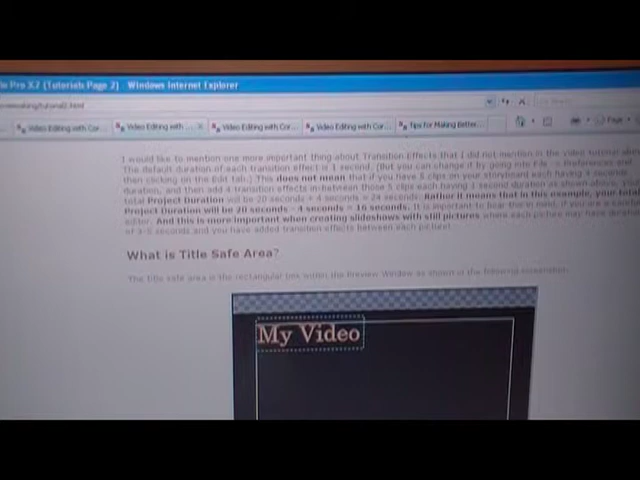 io Pro X2 (Tutorials Page 2) - Windows Internet Explorer
Video Editing with Cor... Video Editing with ... Video Editing with Cor... Video Editing with Cor... Tips for Making Better... Page
I would like to mention one more important thing about Transition Effects that I did not mention in the video tutorial
The default duration of each transition effect is 1 second. (But you can change it by going into File -> Preferences and
then clicking on the Edit tab.) This does not mean that if you have 5 clips on your storyboard each having 4 seconds
duration, and then add 4 transition effects in-between those 5 clips each having 1 second duration as shown above, your
total Project Duration will be 20 seconds + 4 seconds = 24 seconds. Rather it means that in this example, your total
Project Duration will be 20 seconds - 4 seconds = 16 seconds. It is important to bear this in mind, if you are a
editor. And this is more important when creating slideshows with still pictures where each picture may have
of 3-5 seconds and you have added transition effects between each picture!
What is Title Safe Area?
The title safe area is the rectangular box within the Preview Window as shown in the following screenshot:
My Video